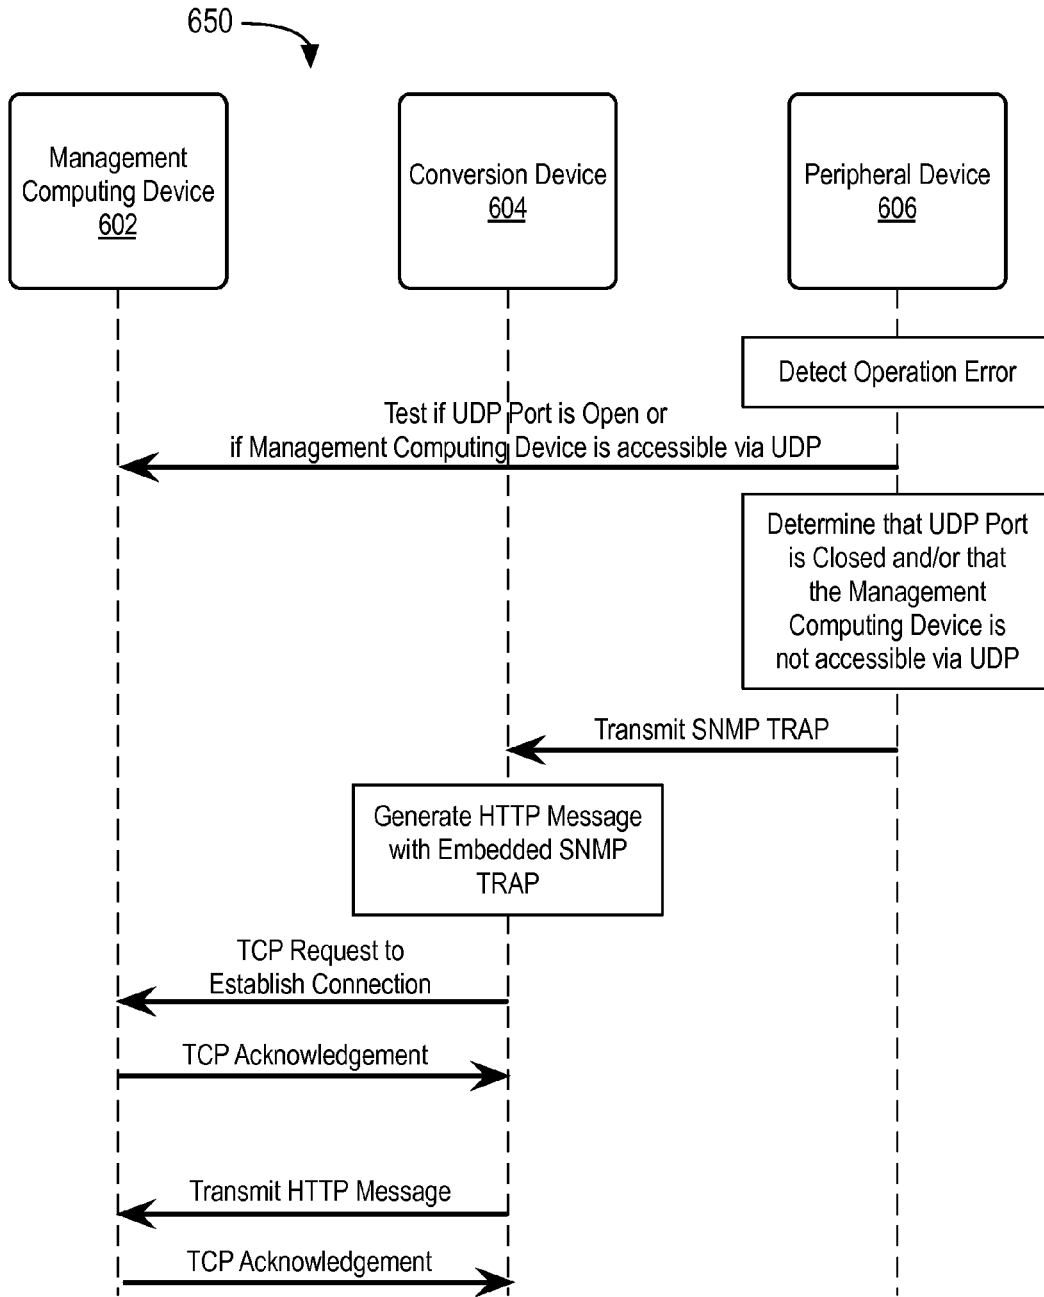 650
Management
Computing Device
602
Conversion Device
604
Peripheral Device
606
Detect Operation Error
Test if UDP Port is Open or
if Management Computing Device is accessible via UDP
Determine that UDP Port
is Closed and/or that
the Management
Computing Device is
not accessible via UDP
Transmit SNMP TRAP
Generate HTTP Message
with Embedded SNMP
TRAP
TCP Request to
Establish Connection
TCP Acknowledgement
Transmit HTTP Message
TCP Acknowledgement